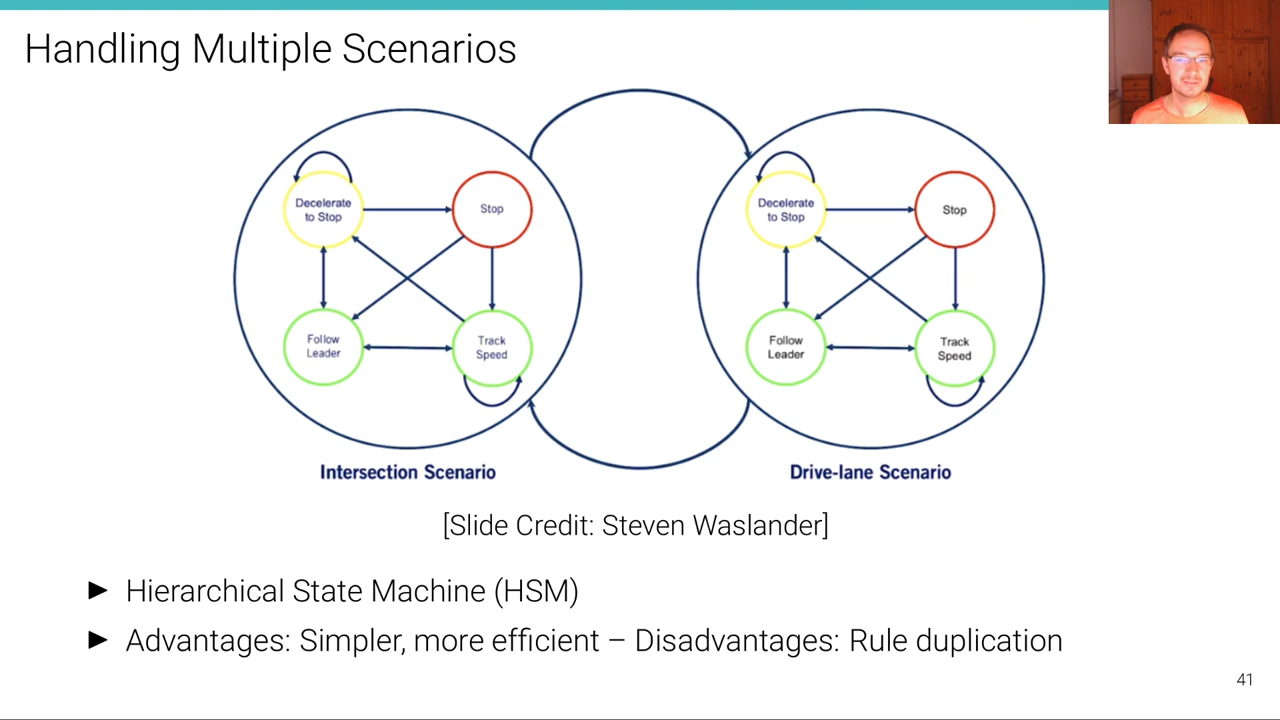 Handling Multiple Scenarios
Decelerate
to Stop
Stop
Follow
Leader
Track
Speed
Intersection Scenario
Decelerate
to Stop
Stop
Follow
Leader
Track
Speed
Drive-lane Scenario
[Slide Credit: Steven Waslander]
► Hierarchical State Machine (HSM)
► Advantages: Simpler, more efficient – Disadvantages: Rule duplication
41